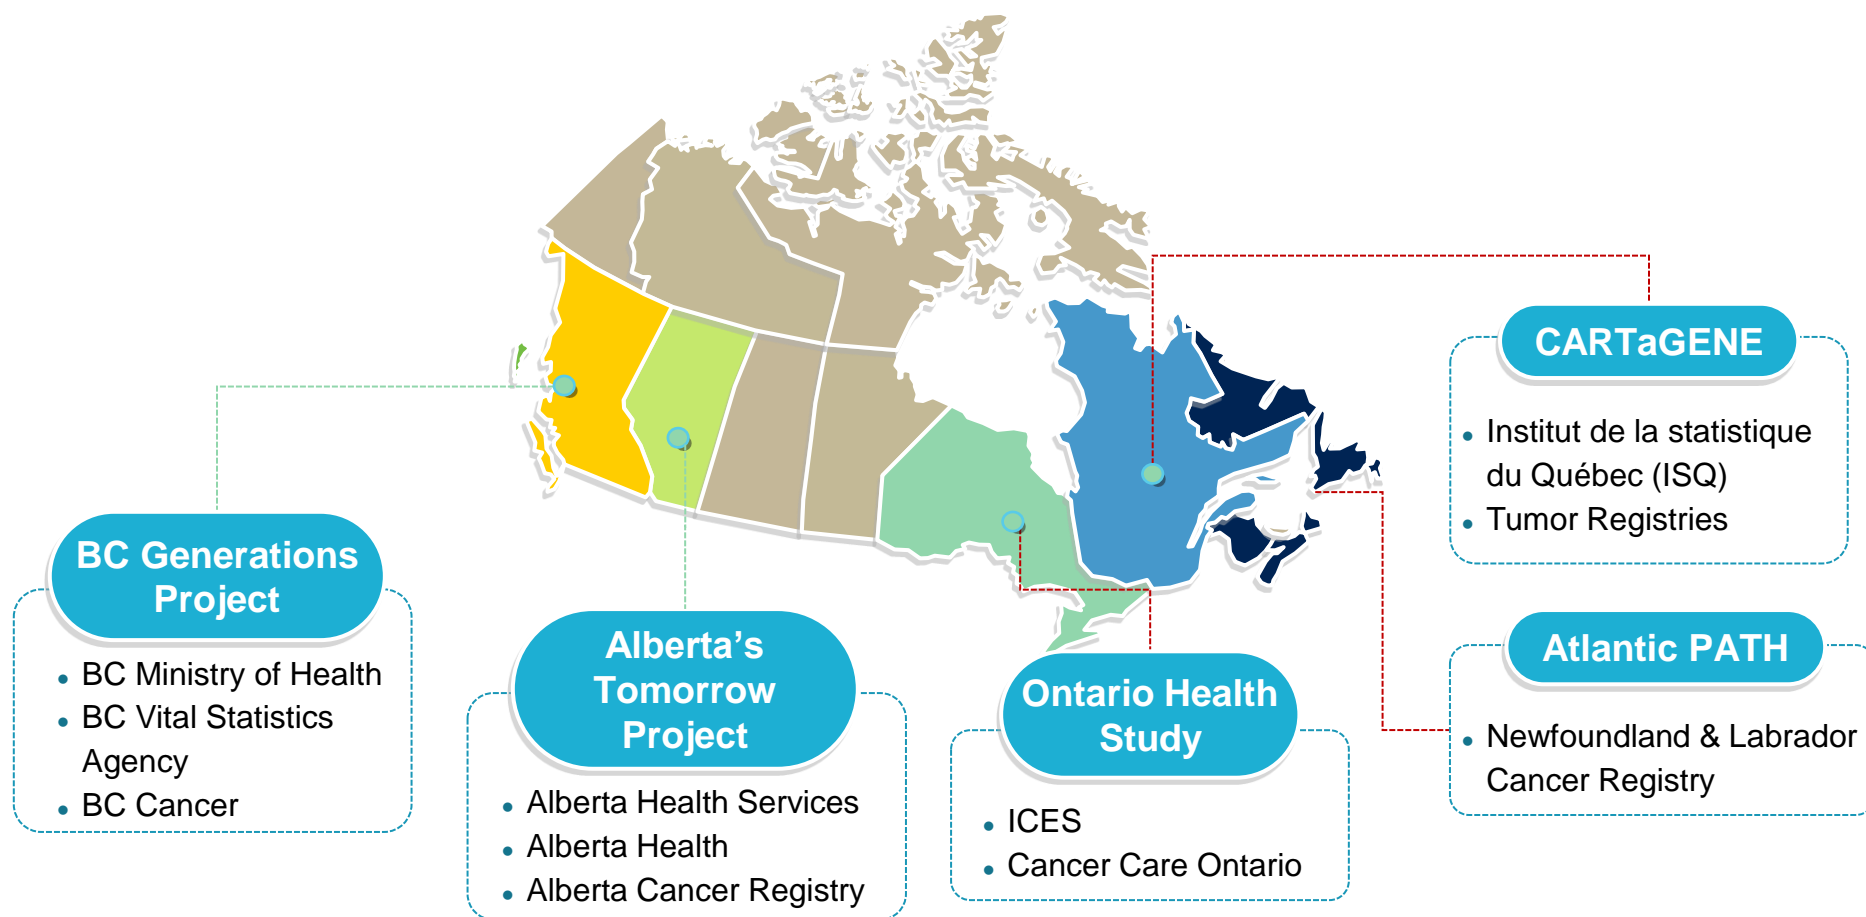 BC Generations
Project
• BC Ministry of Health
• BC Vital Statistics
Agency
• BC Cancer
Alberta’s
Tomorrow
Project
• Alberta Health Services
• Alberta Health
• Alberta Cancer Registry
Ontario Health
Study
• ICES
• Cancer Care Ontario
CARTaGENE
• Institut de la statistique
du Québec (ISQ)
• Tumor Registries
Atlantic PATH
• Newfoundland & Labrador
Cancer Registry